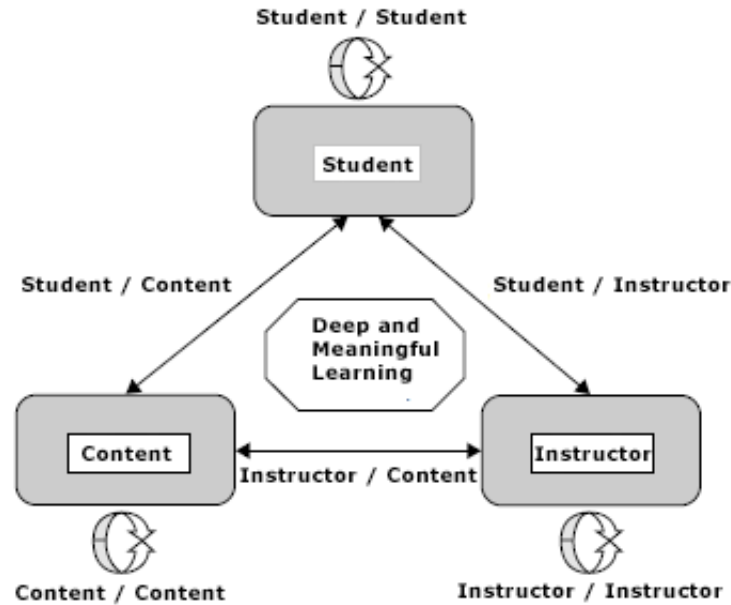 Student / Student
Student
Student / Content
Student / Instructor
Deep and
Meaningful
Learning
Content
Instructor
Instructor / Content
Content / Content
Instructor / Instructor